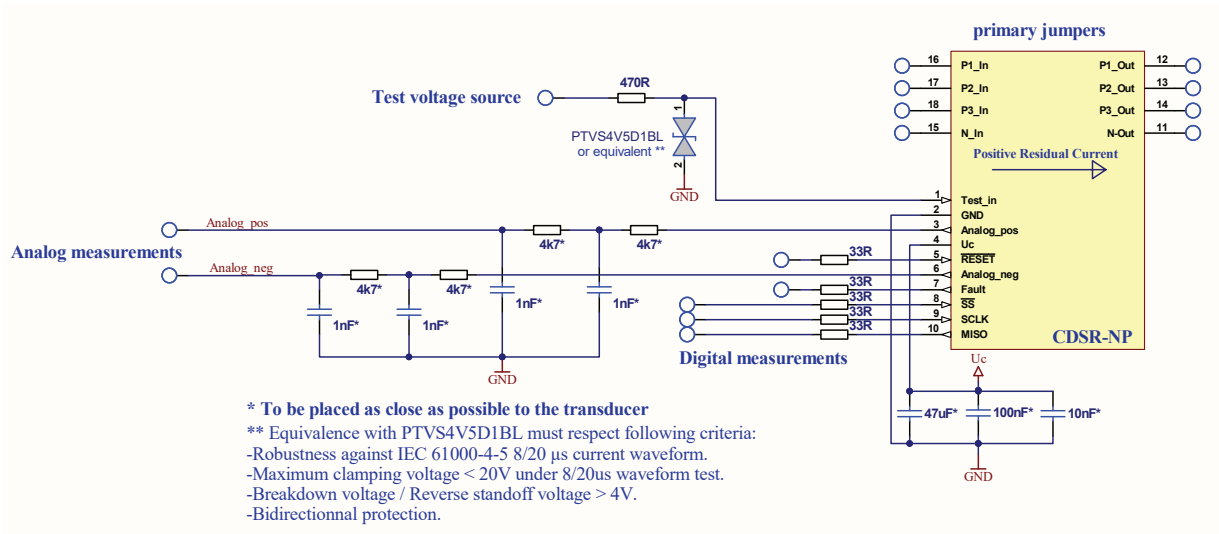 primary jumpers
16 P1_In P1_Out 12
17 P2_In P2_Out 13
18 P3_In P3_Out 14
15 N_In N-Out 11
Positive Residual Current
470R
Test voltage source
1
PTVS4V5D1BL
or equivalent **
2
GND
1 Test_in
2 GND
3 Analog_pos
4 Uc
5 RESET
6 Analog_neg
7 Fault
8 SS
9 SCLK
10 MISO
CDSR-NP
Analog_pos
4k7* 4k7*
Analog measurements
Analog_neg
4k7* 4k7*
1nF* 1nF*
1nF* 1nF*
GND
33R
33R
33R
33R
33R
Digital measurements
Uc
47uF* 100nF* 10nF*
GND
* To be placed as close as possible to the transducer
** Equivalence with PTVS4V5D1BL must respect following criteria:
-Robustness against IEC 61000-4-5 8/20 µs current waveform.
-Maximum clamping voltage < 20V under 8/20us waveform test.
-Breakdown voltage / Reverse standoff voltage > 4V.
-Bidirectionnal protection.